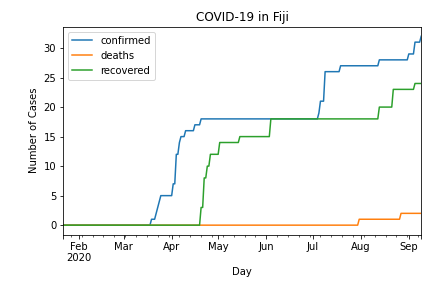 COVID-19 in Fiji
confirmed
deaths
recovered
Number of Cases
30
25
20
15
10
5
0
Feb Mar Apr May Jun Jul Aug Sep
2020
Day